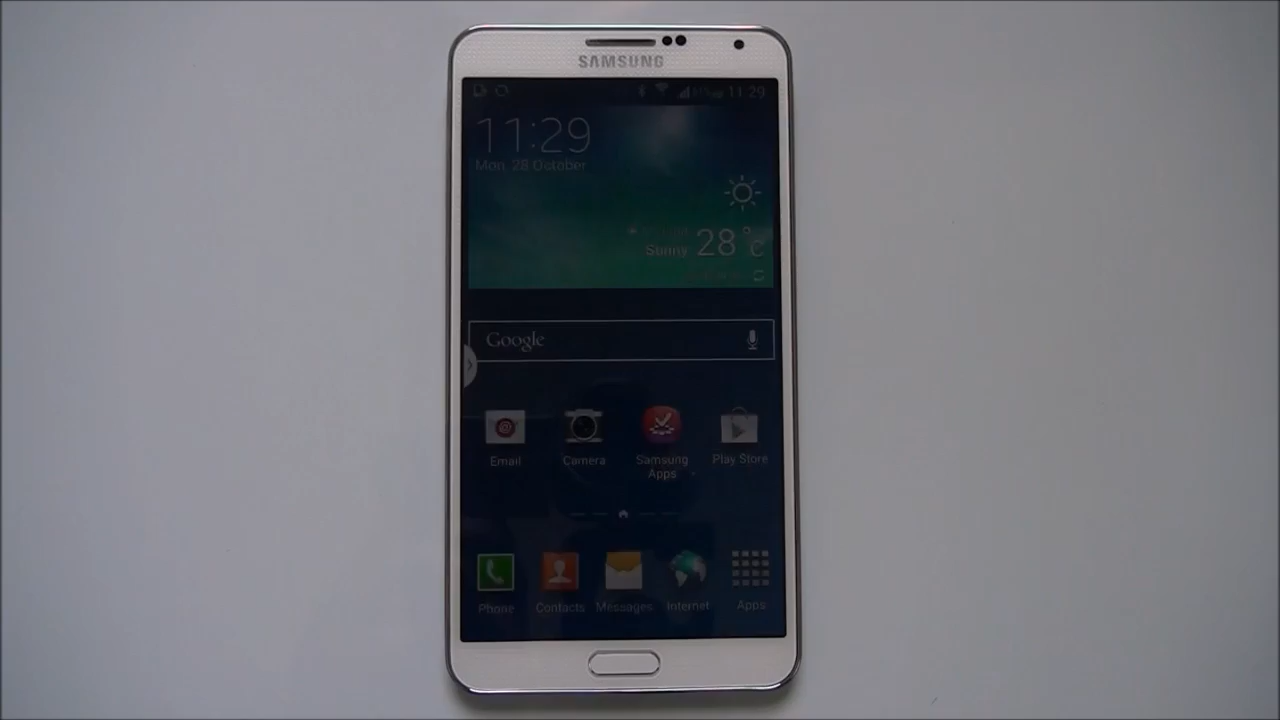 SAMSUNG
11:29
11:29
Mon, 28 October
Sunny 28°C
Google
Email Camera Samsung Apps Play Store
Phone Contacts Messages Internet Apps